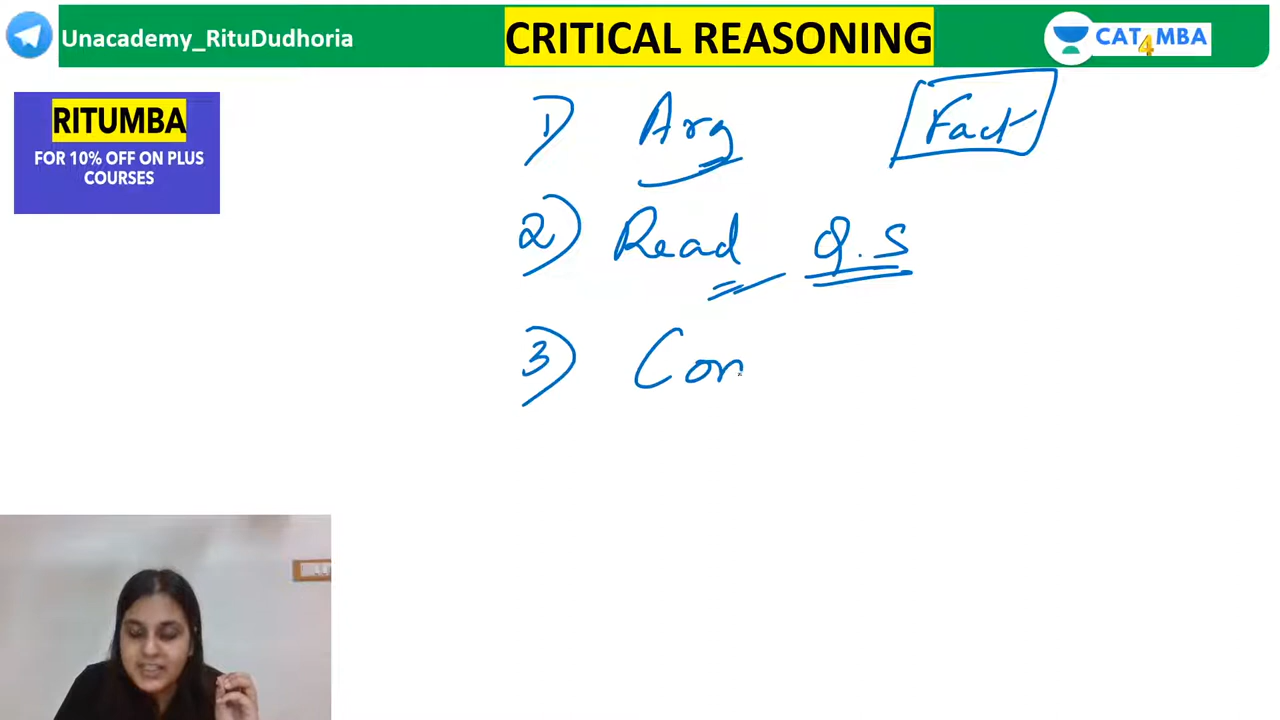 Unacademy_RituDudhoria
CRITICAL REASONING
CAT4MBA
RITUMBA
FOR 10% OFF ON PLUS
COURSES
1) Arg
Fact
2) Read Q.S
3) Con